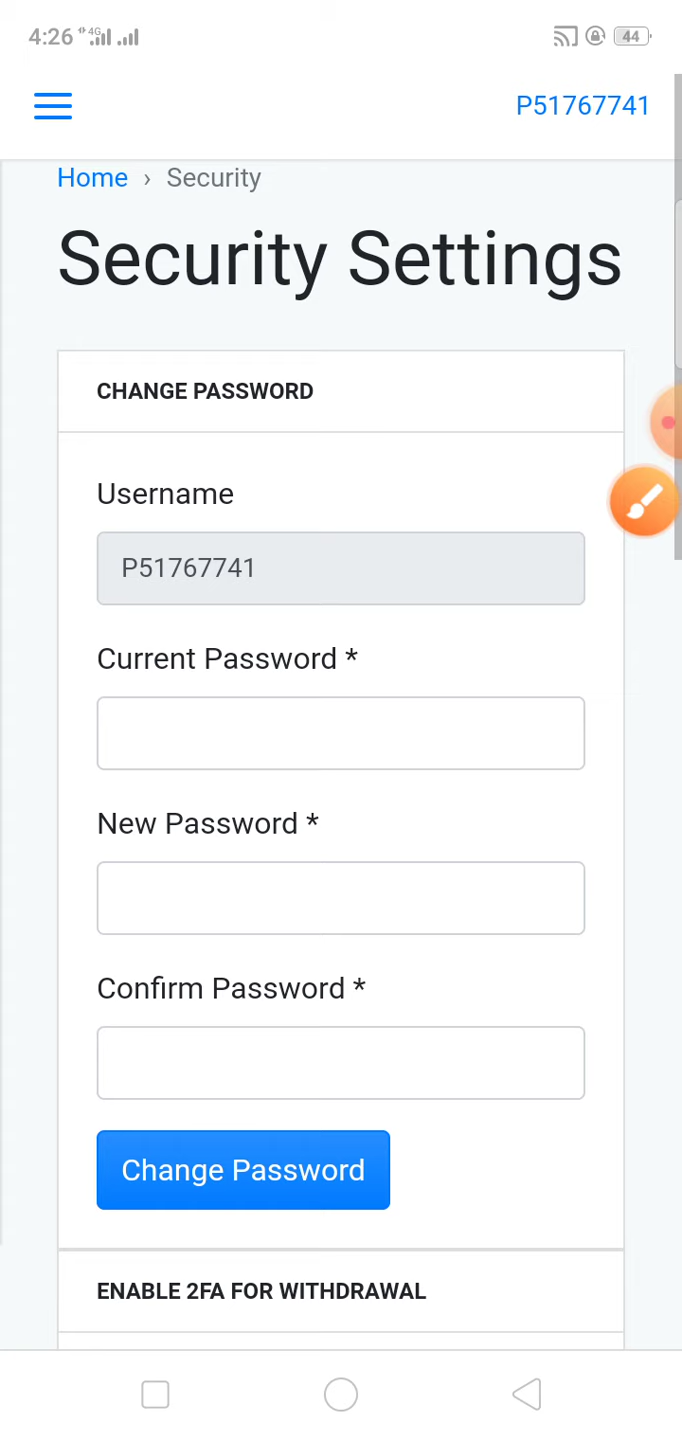 4:26 4G 44
P51767741
Home › Security
Security Settings
CHANGE PASSWORD
Username
P51767741
Current Password *
New Password *
Confirm Password *
Change Password
ENABLE 2FA FOR WITHDRAWAL